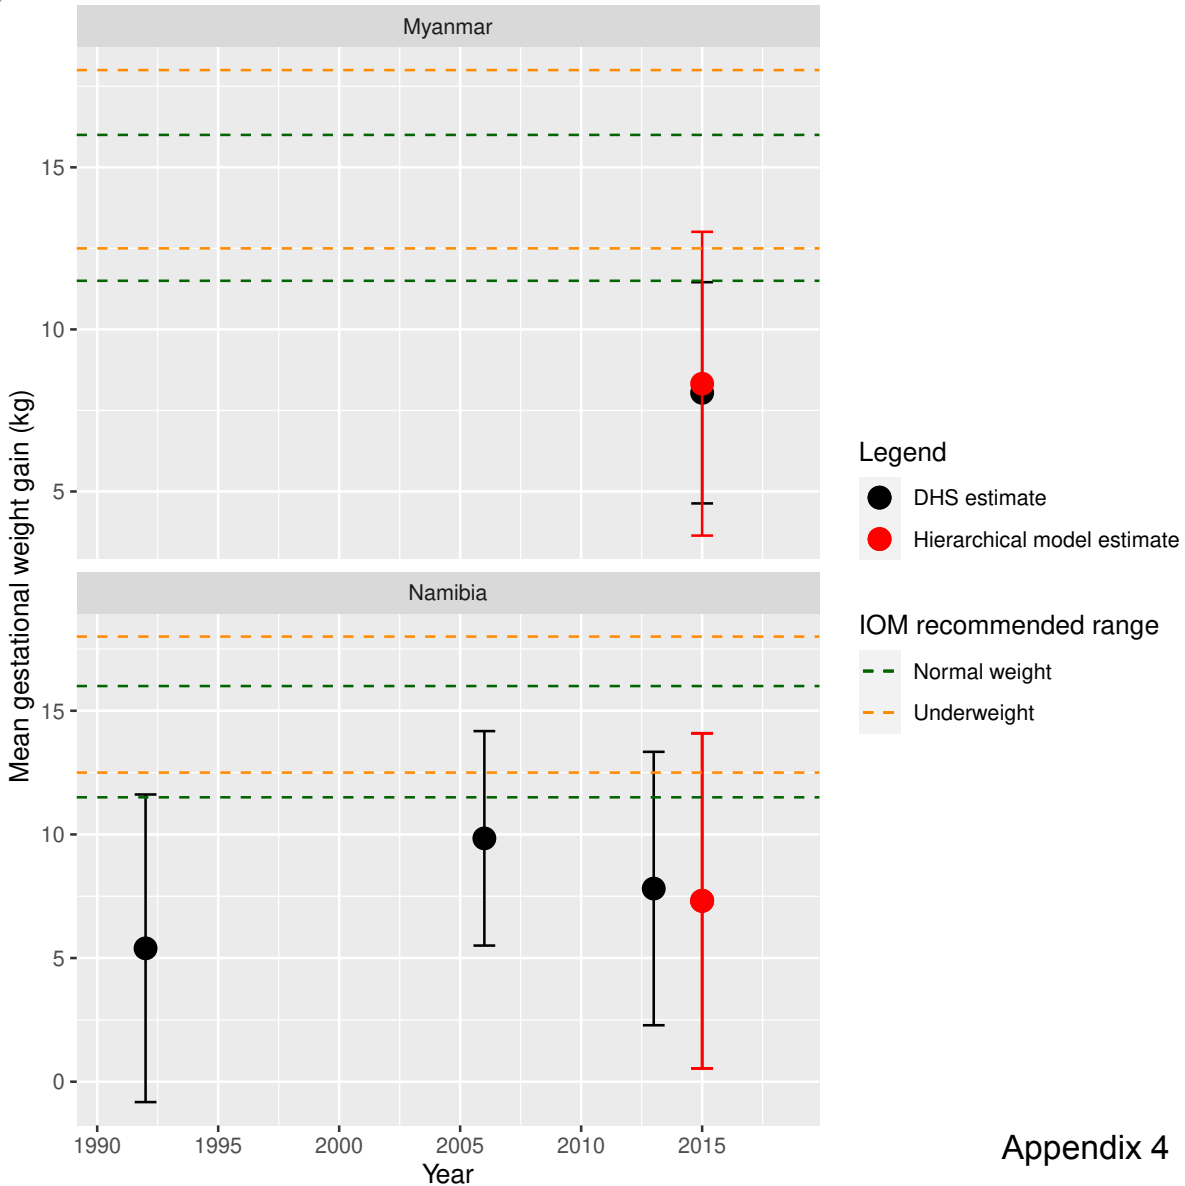 Myanmar
15
10
5
Mean gestational weight gain (kg)
Namibia
15
10
5
0
1990 1995 2000 2005 2010 2015
Year
Legend
DHS estimate
Hierarchical model estimate
IOM recommended range
Normal weight
Underweight
Appendix 4